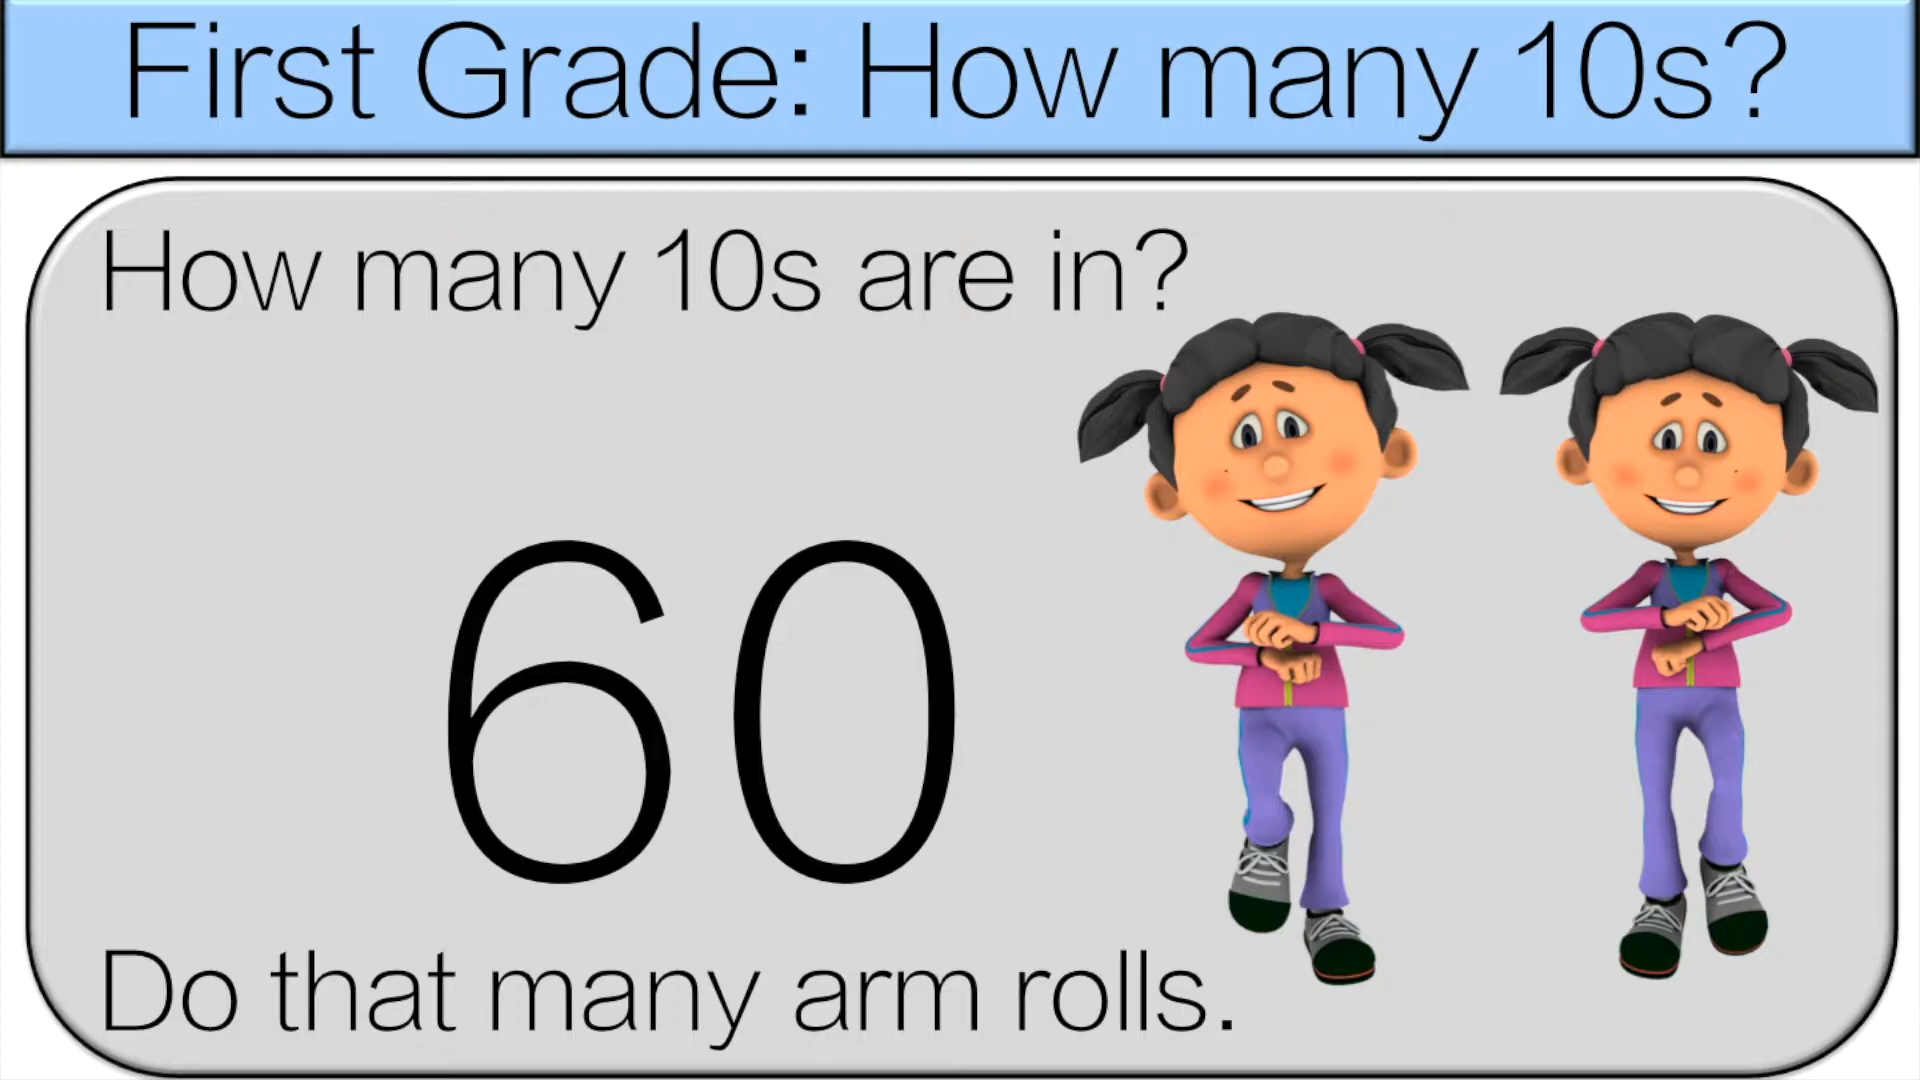 First Grade: How many 10s?
How many 10s are in?
60
Do that many arm rolls.